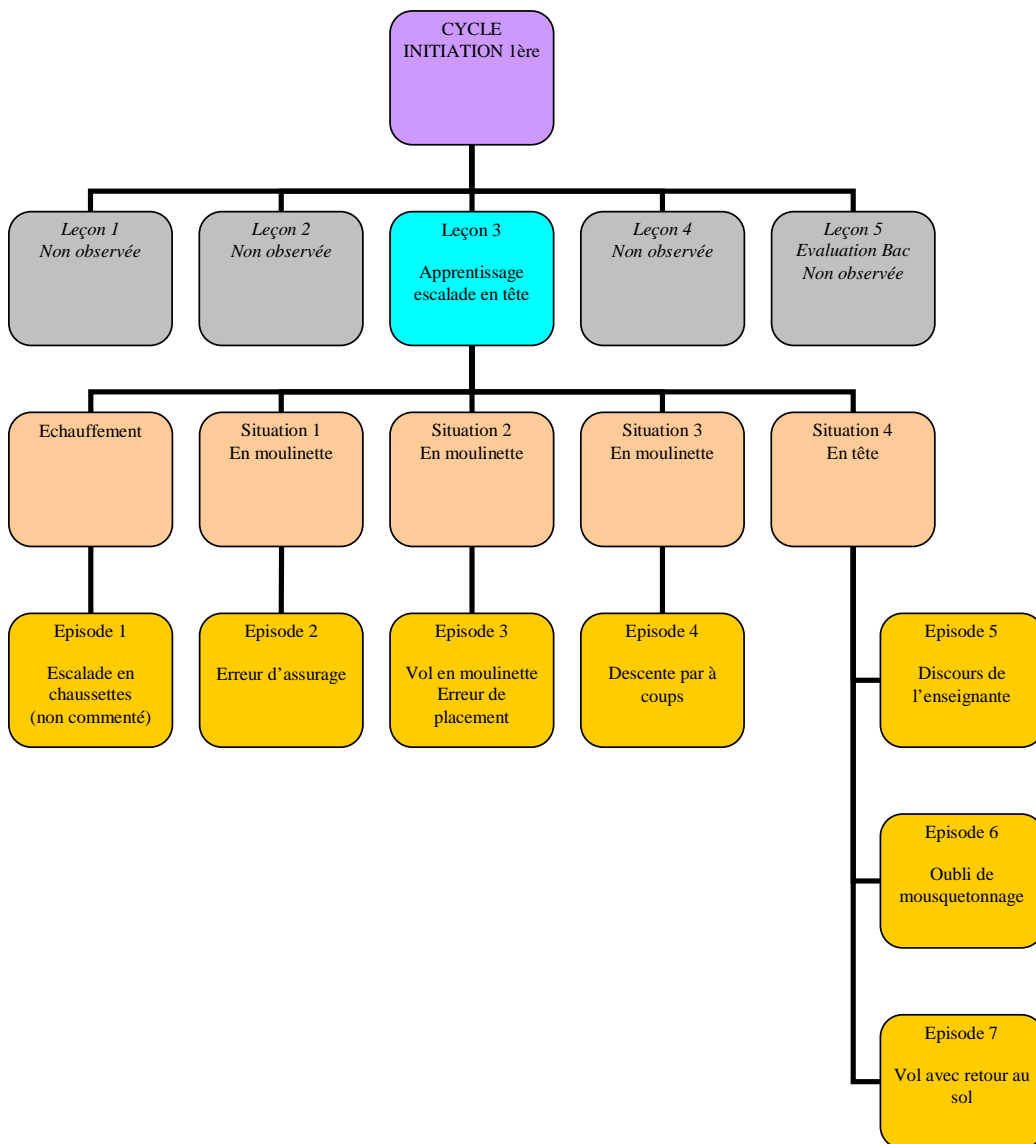 CYCLE
INITIATION 1ère
Leçon 1
Non observée
Leçon 2
Non observée
Leçon 3
Apprentissage
escalade en tête
Leçon 4
Non observée
Leçon 5
Evaluation Bac
Non observée
Echauffement
Situation 1
En moulinette
Situation 2
En moulinette
Situation 3
En moulinette
Situation 4
En tête
Episode 1
Escalade en
chaussettes
(non commenté)
Episode 2
Erreur d’assurage
Episode 3
Vol en moulinette
Erreur de
placement
Episode 4
Descente par à
coups
Episode 5
Discours de
l’enseignante
Episode 6
Oubli de
mousquetonnage
Episode 7
Vol avec retour au
sol